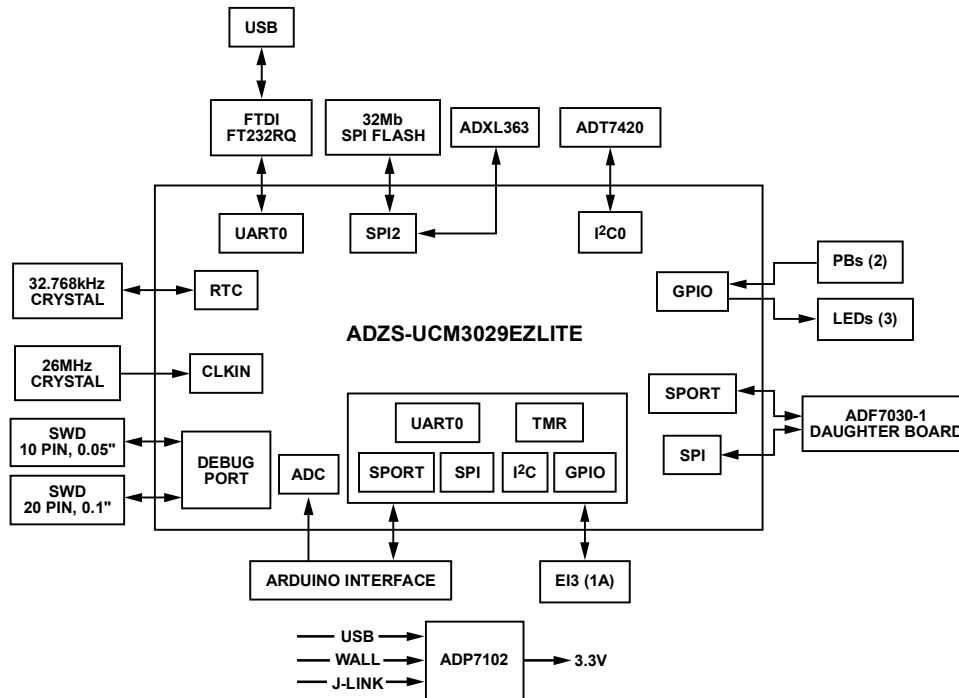 USB
FTDI
FT232RQ
32Mb
SPI FLASH
ADXL363
ADT7420
UART0
SPI2
I²C0
32.768kHz
CRYSTAL
RTC
GPIO
PBs (2)
LEDs (3)
ADZS-UCM3029EZLITE
26MHz
CRYSTAL
CLKIN
SPORT
ADF7030-1
DAUGHTER BOARD
SPI
SWD
10 PIN, 0.05"
SWD
20 PIN, 0.1"
DEBUG
PORT
ADC
UART0
TMR
SPORT
SPI
I²C
GPIO
ARDUINO INTERFACE
EI3 (1A)
USB
WALL
J-LINK
ADP7102
3.3V